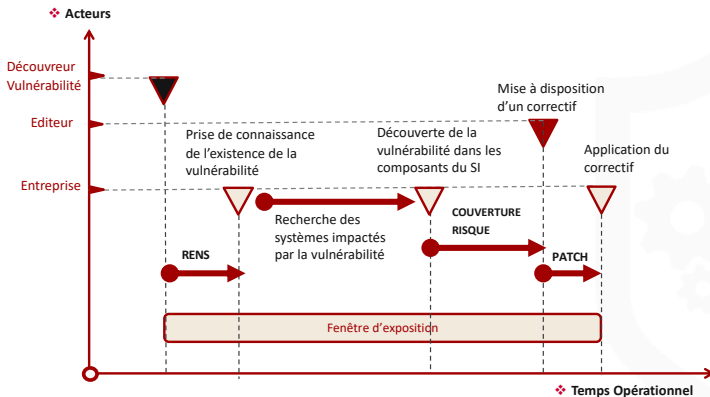 ❖ Acteurs
Découvreur
Vulnérabilité
Mise à disposition
d'un correctif
Editeur
Prise de connaissance
de l'existence de la
vulnérabilité
Découverte de la
vulnérabilité dans les
composants du SI
Application du
correctif
Entreprise
Recherche des
systèmes impactés
par la vulnérabilité
COUVERTURE
RISQUE
RENS
PATCH
Fenêtre d'exposition
❖ Temps Opérationnel